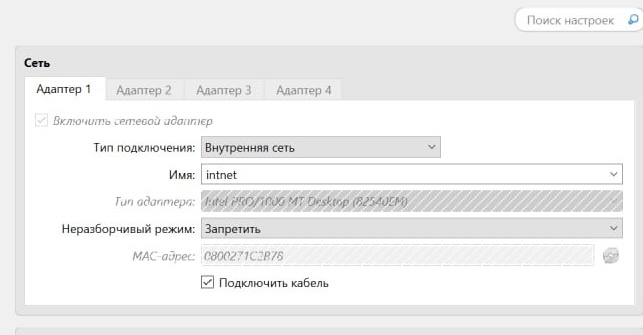 Поиск настроек
Сеть
Адаптер 1 Адаптер 2 Адаптер 3 Адаптер 4
Включить сетевой адаптер
Тип подключения: Внутренняя сеть
Имя: intnet
Тип адаптера: Intel PRO/1000 MT Desktop (82540EM)
Неразборчивый режим: Запретить
MAC-адрес: 0800271C2B78
Подключить кабель